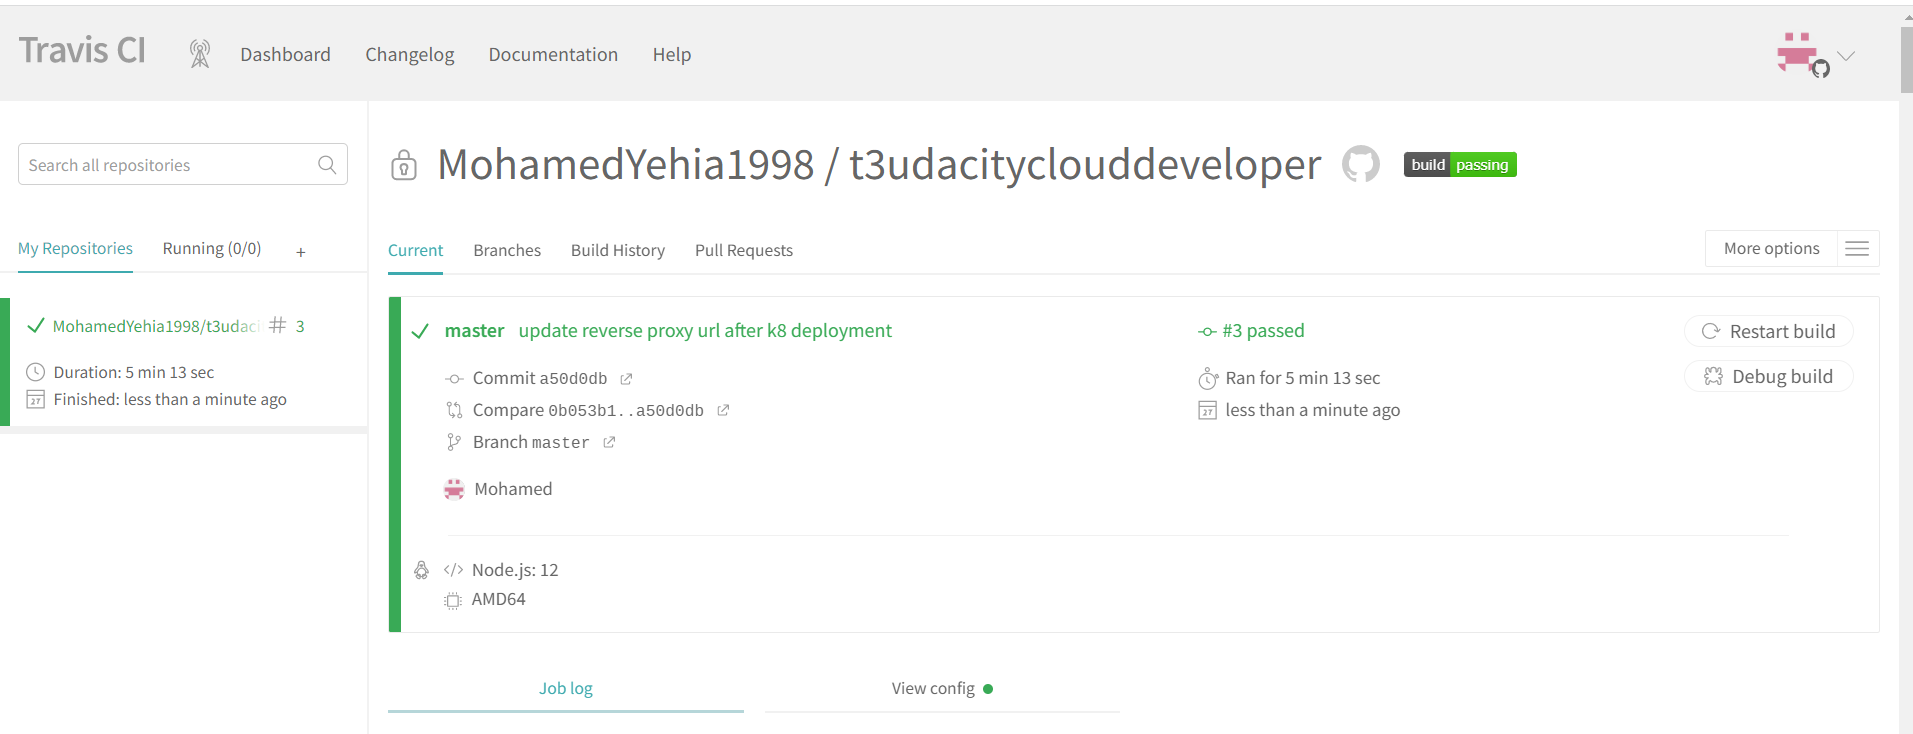 Travis CI
Dashboard
Changelog
Documentation
Help
Search all repositories
My Repositories
Running (0/0)
+
MohamedYehia1998/t3udaci
# 3
Duration: 5 min 13 sec
27 Finished: less than a minute ago
MohamedYehia1998 / t3udacityclouddeveloper
build passing
Current
Branches
Build History
Pull Requests
More options
master update reverse proxy url after k8 deployment
Commit a50d0db
Compare 0b053b1..a50d0db
Branch master
Mohamed
#3 passed
Ran for 5 min 13 sec
27 less than a minute ago
Restart build
Debug build
</> Node.js: 12
AMD64
Job log
View config